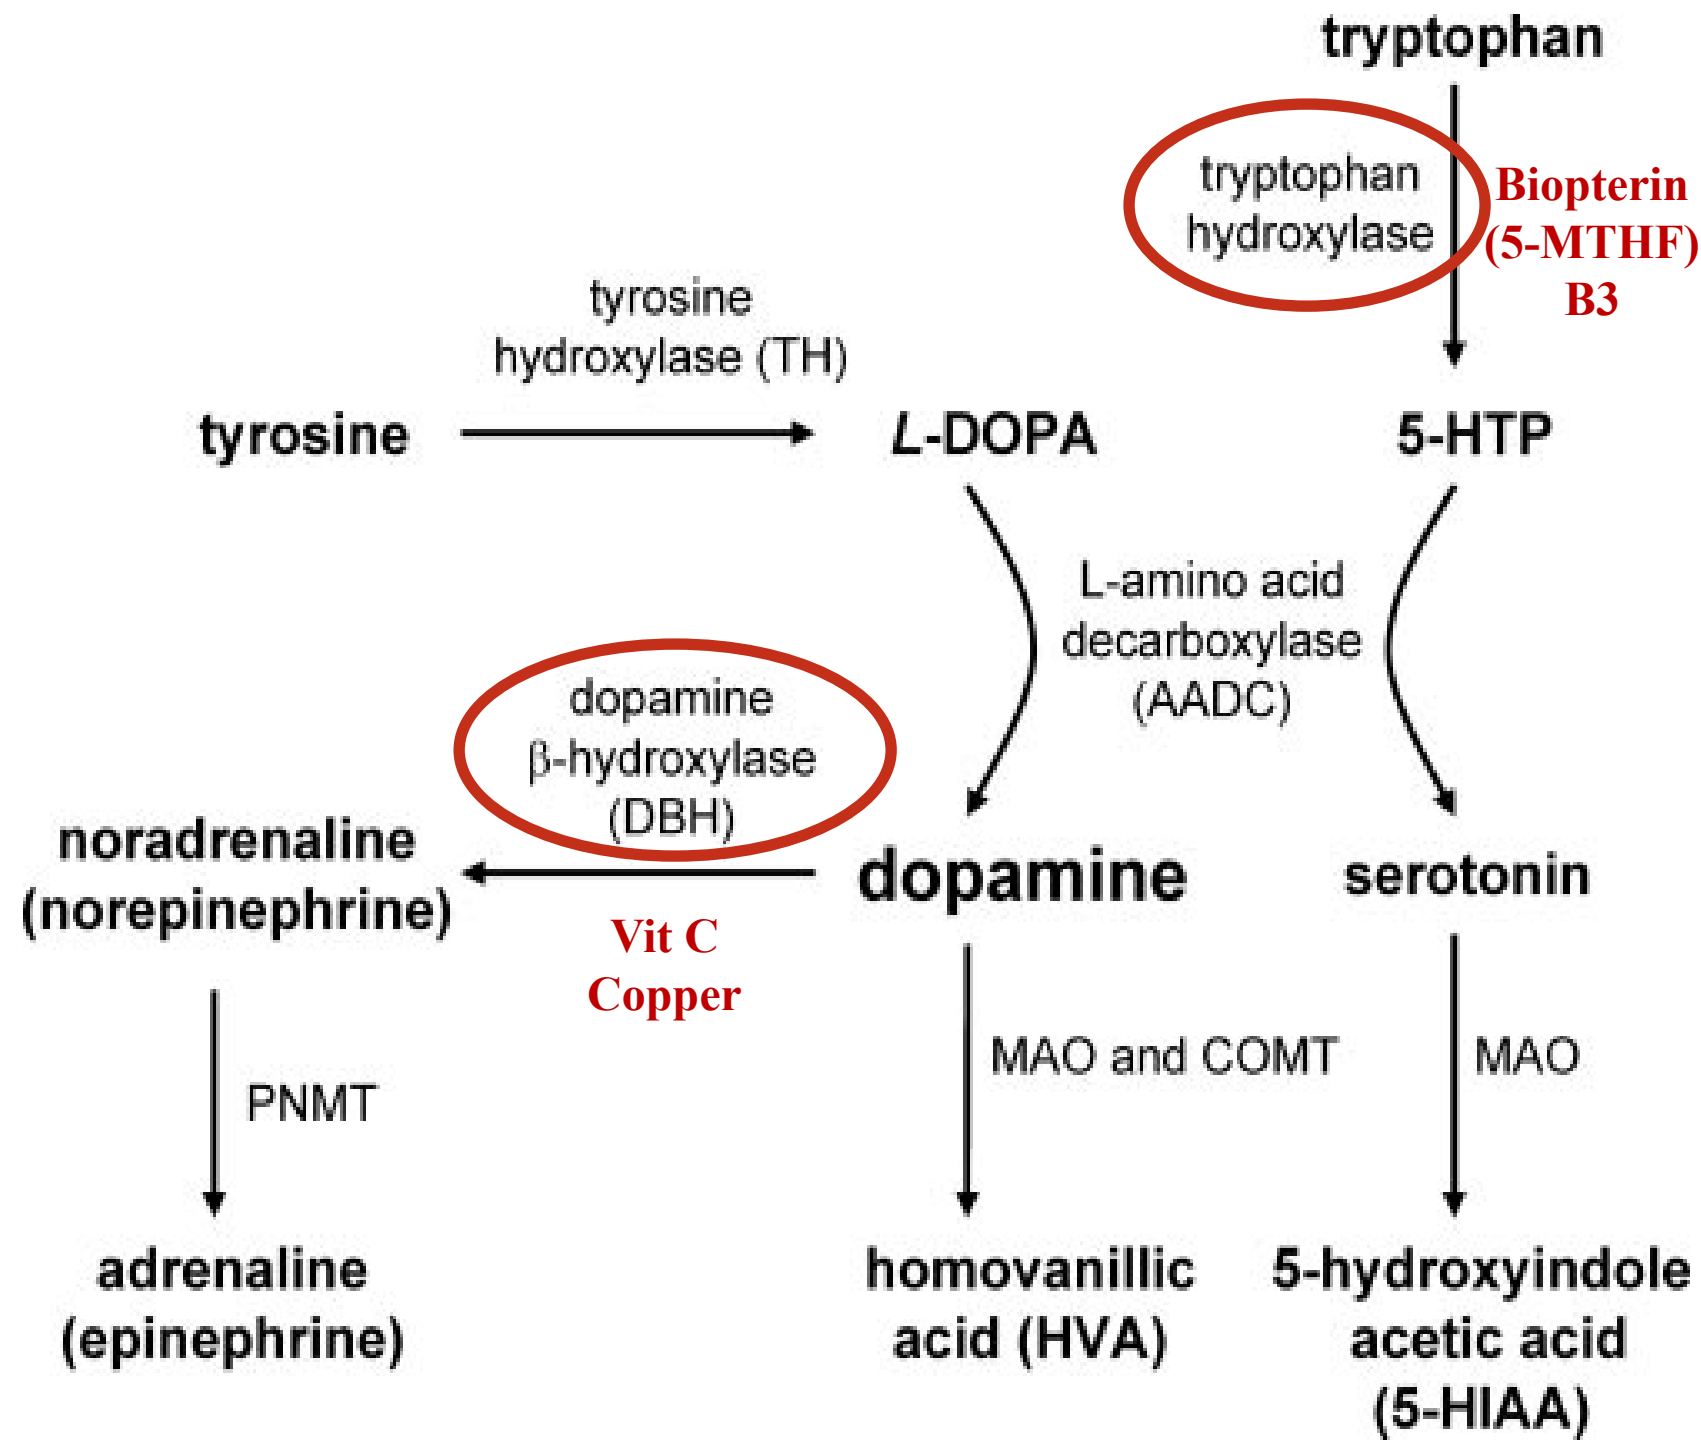 tryptophan
tryptophan
hydroxylase
Biopterin
(5-MTHF)
B3
tyrosine
hydroxylase (TH)
tyrosine
L-DOPA
5-HTP
L-amino acid
decarboxylase
(AADC)
dopamine
β-hydroxylase
(DBH)
noradrenaline
(norepinephrine)
dopamine
serotonin
Vit C
Copper
MAO and COMT
MAO
PNMT
adrenaline
(epinephrine)
homovanillic
acid (HVA)
5-hydroxyindole
acetic acid
(5-HIAA)